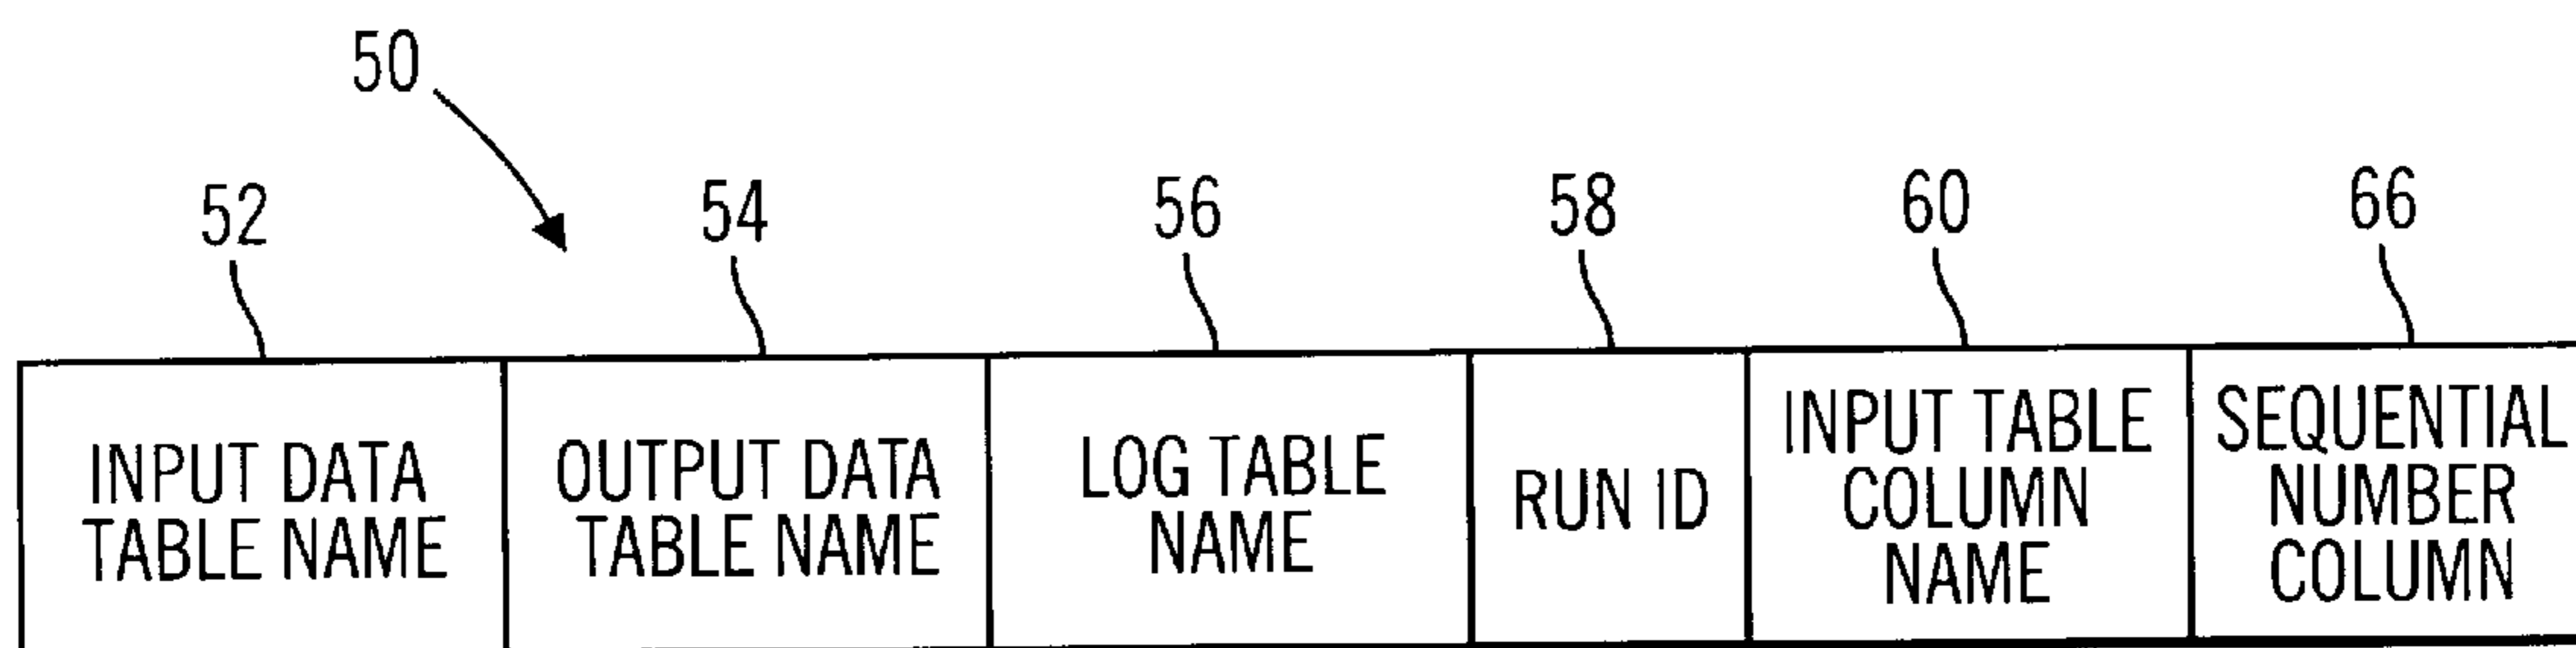 50
52
54
56
58
60
66
INPUT DATA
TABLE NAME
OUTPUT DATA
TABLE NAME
LOG TABLE
NAME
RUN ID
INPUT TABLE
COLUMN
NAME
SEQUENTIAL
NUMBER
COLUMN